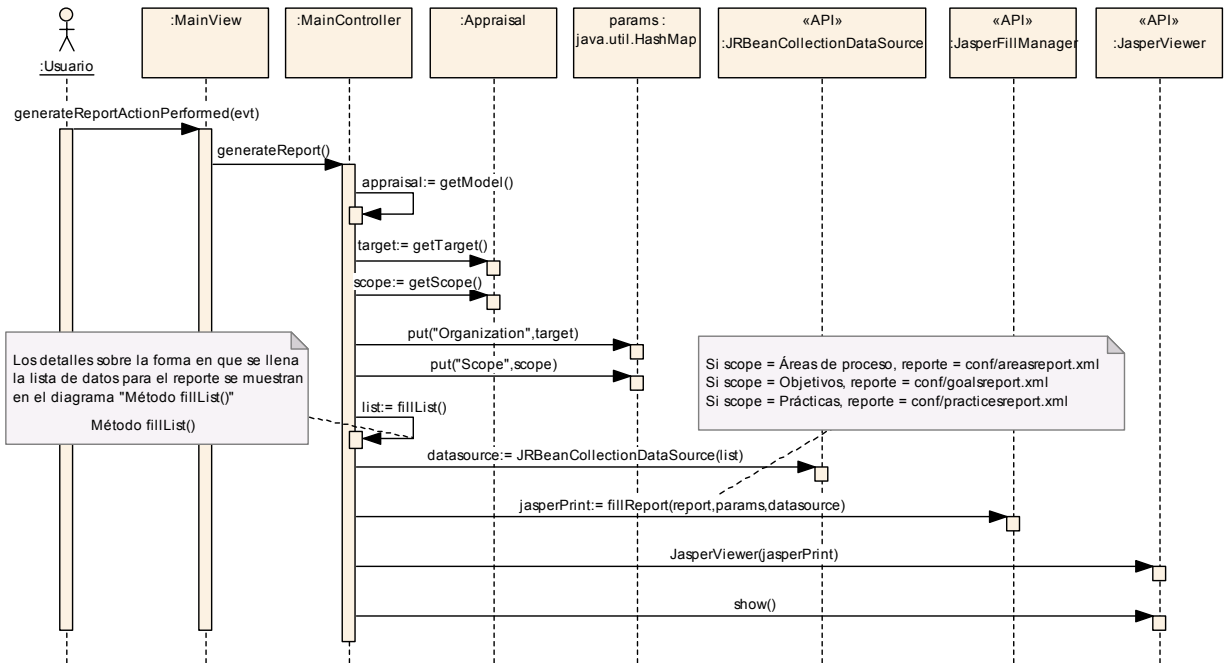 :Usuario
:MainView
:MainController
:Appraisal
params :
java.util.HashMap
«API»
:JRBeanCollectionDataSource
«API»
:JasperFillManager
«API»
:JasperViewer
generateReportActionPerformed(evt)
generateReport()
appraisal:= getModel()
target:= getTarget()
scope:= getScope()
put("Organization",target)
put("Scope",scope)
Los detalles sobre la forma en que se llena
la lista de datos para el reporte se muestran
en el diagrama "Método fillList()"
Método fillList()
Si scope = Áreas de proceso, reporte = conf/areasreport.xml
Si scope = Objetivos, reporte = conf/goalsreport.xml
Si scope = Prácticas, reporte = conf/practicesreport.xml
list:= fillList()
datasource:= JRBeanCollectionDataSource(list)
jasperPrint:= fillReport(report,params,datasource)
JasperViewer(jasperPrint)
show()